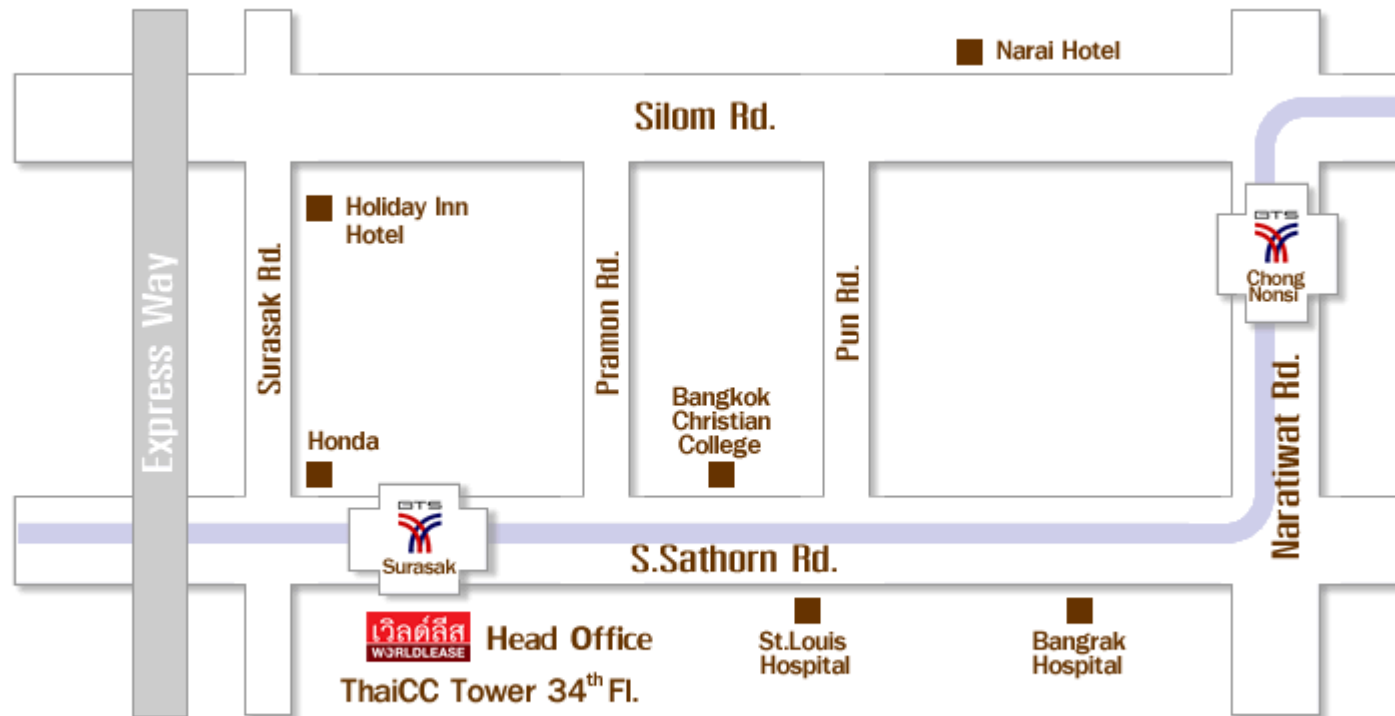 Narai Hotel
Silom Rd.
Holiday Inn
Hotel
BTS
Chong
Nonsi
Express Way
Surasak Rd.
Pramon Rd.
Pun Rd.
Naratiwat Rd.
Bangkok
Christian
College
Honda
BTS
Surasak
S.Sathorn Rd.
เวิลด์ลีส
WORLDLEASE
Head Office
ThaiCC Tower 34th Fl.
St.Louis
Hospital
Bangrak
Hospital